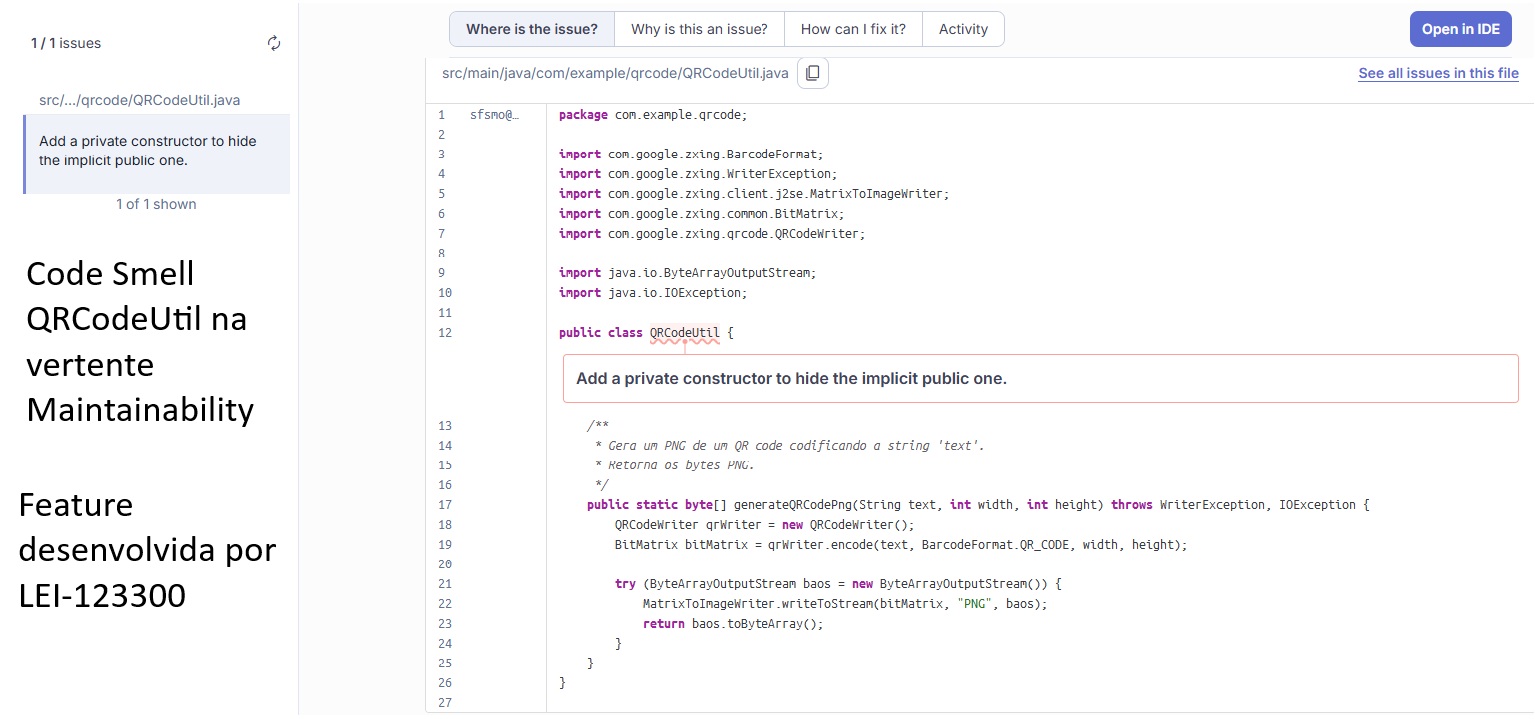 1 / 1 issues
src/.../qrcode/QRCodeUtil.java
Add a private constructor to hide
the implicit public one.
1 of 1 shown
Code Smell
QRCodeUtil na
vertente
Maintainability
Feature
desenvolvida por
LEI-123300
Where is the issue? Why is this an issue? How can I fix it? Activity
Open in IDE
src/main/java/com/example/qrcode/QRCodeUtil.java
See all issues in this file
1 sfsmo@… package com.example.qrcode;
2
3 import com.google.zxing.BarcodeFormat;
4 import com.google.zxing.WriterException;
5 import com.google.zxing.client.j2se.MatrixToImageWriter;
6 import com.google.zxing.common.BitMatrix;
7 import com.google.zxing.qrcode.QRCodeWriter;
8
9 import java.io.ByteArrayOutputStream;
10 import java.io.IOException;
11
12 public class QRCodeUtil {
Add a private constructor to hide the implicit public one.
13 /**
14 * Gera um PNG de um QR code codificando a string 'text'.
15 * Retorna os bytes PNG.
16 */
17 public static byte[] generateQRCodePng(String text, int width, int height) throws WriterException, IOException {
18 QRCodeWriter qrWriter = new QRCodeWriter();
19 BitMatrix bitMatrix = qrWriter.encode(text, BarcodeFormat.QR_CODE, width, height);
20
21 try (ByteArrayOutputStream baos = new ByteArrayOutputStream()) {
22 MatrixToImageWriter.writeToStream(bitMatrix, "PNG", baos);
23 return baos.toByteArray();
24 }
25 }
26 }
27